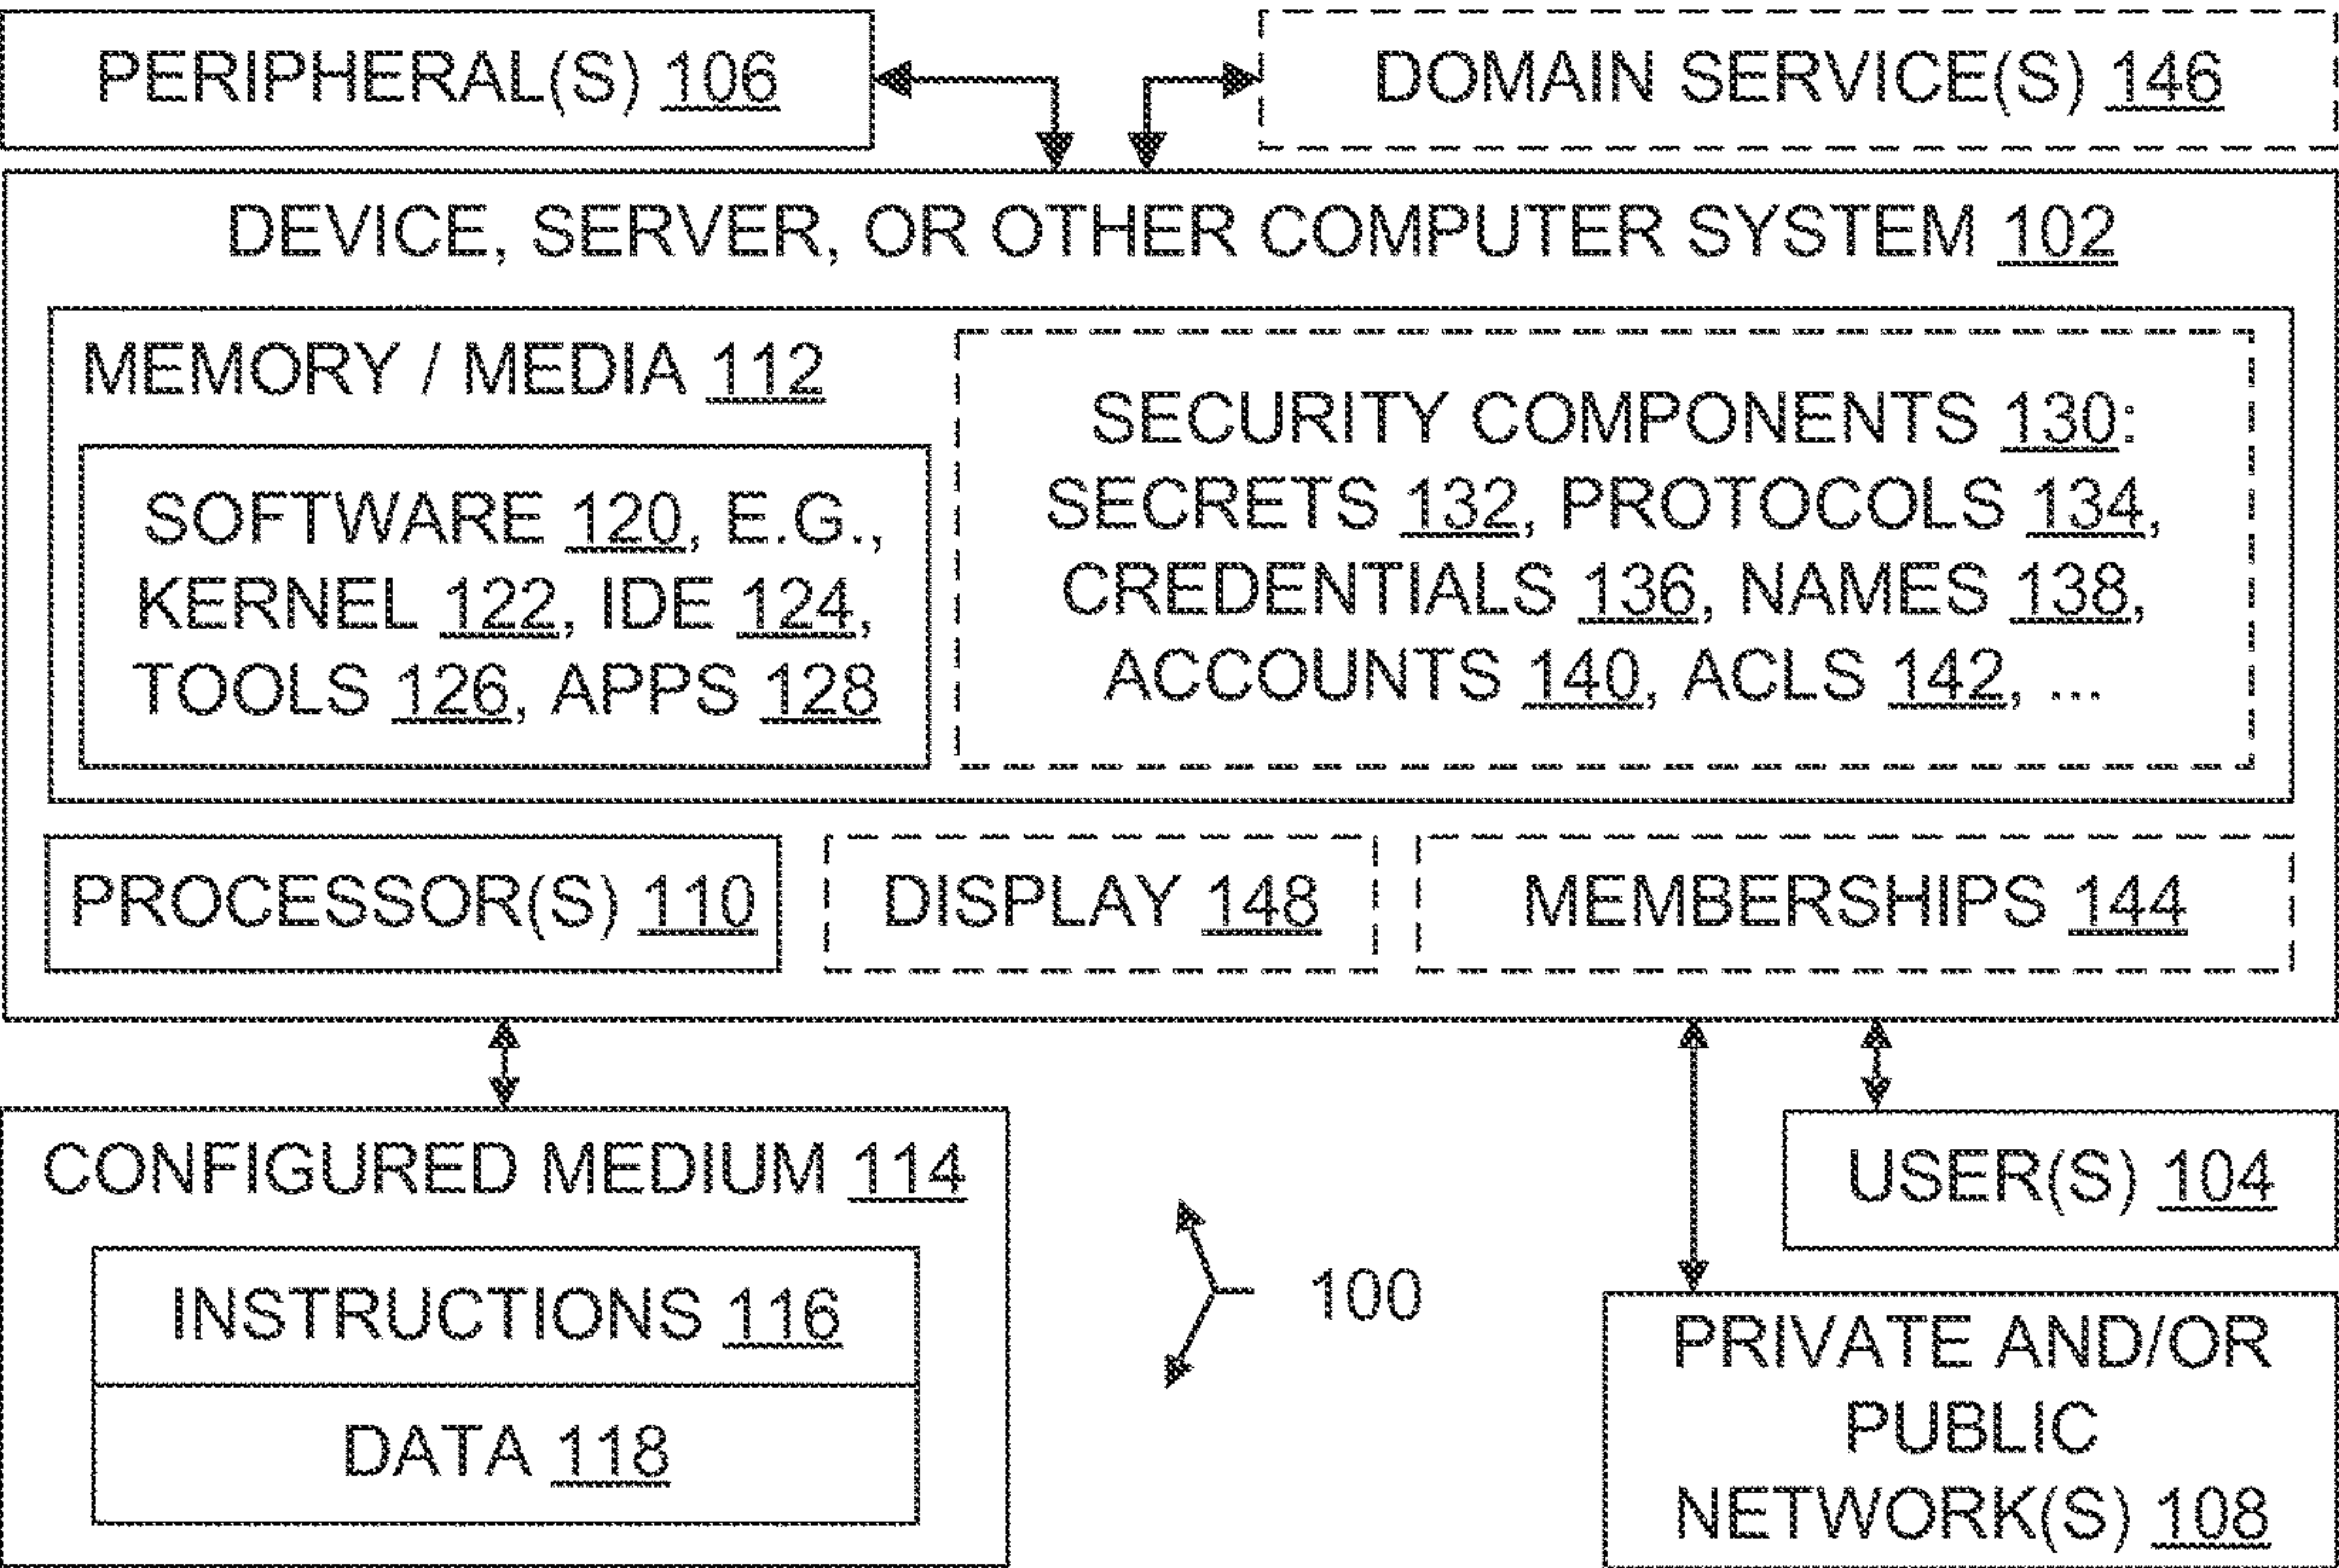 PERIPHERAL(S) 106
DOMAIN SERVICE(S) 146
DEVICE, SERVER, OR OTHER COMPUTER SYSTEM 102
MEMORY / MEDIA 112
SOFTWARE 120, E.G.,
KERNEL 122, IDE 124,
TOOLS 126, APPS 128
SECURITY COMPONENTS 130:
SECRETS 132, PROTOCOLS 134,
CREDENTIALS 136, NAMES 138,
ACCOUNTS 140, ACLS 142, ...
PROCESSOR(S) 110
DISPLAY 148
MEMBERSHIPS 144
CONFIGURED MEDIUM 114
INSTRUCTIONS 116
DATA 118
100
USER(S) 104
PRIVATE AND/OR
PUBLIC
NETWORK(S) 108